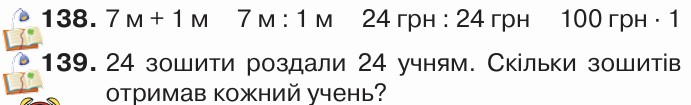 138. 7 м + 1 м 7 м : 1 м 24 грн : 24 грн 100 грн · 1
139. 24 зошити роздали 24 учням. Скільки зошитів
отримав кожний учень?